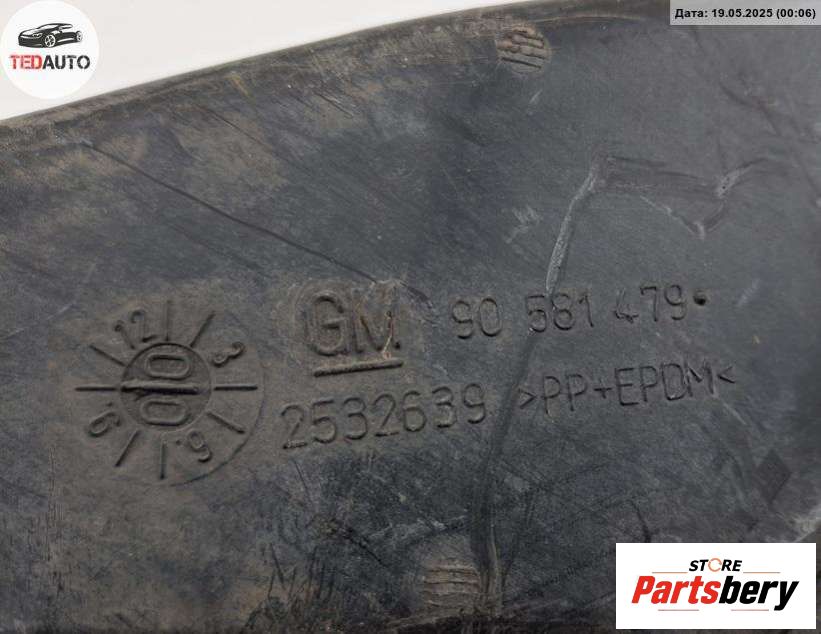 Дата: 19.05.2025 (00:06)
TEDAUTO
GM 90 581 479
2532639 >PP+EPDM<
12
3
6
9
STORE
Partsbery